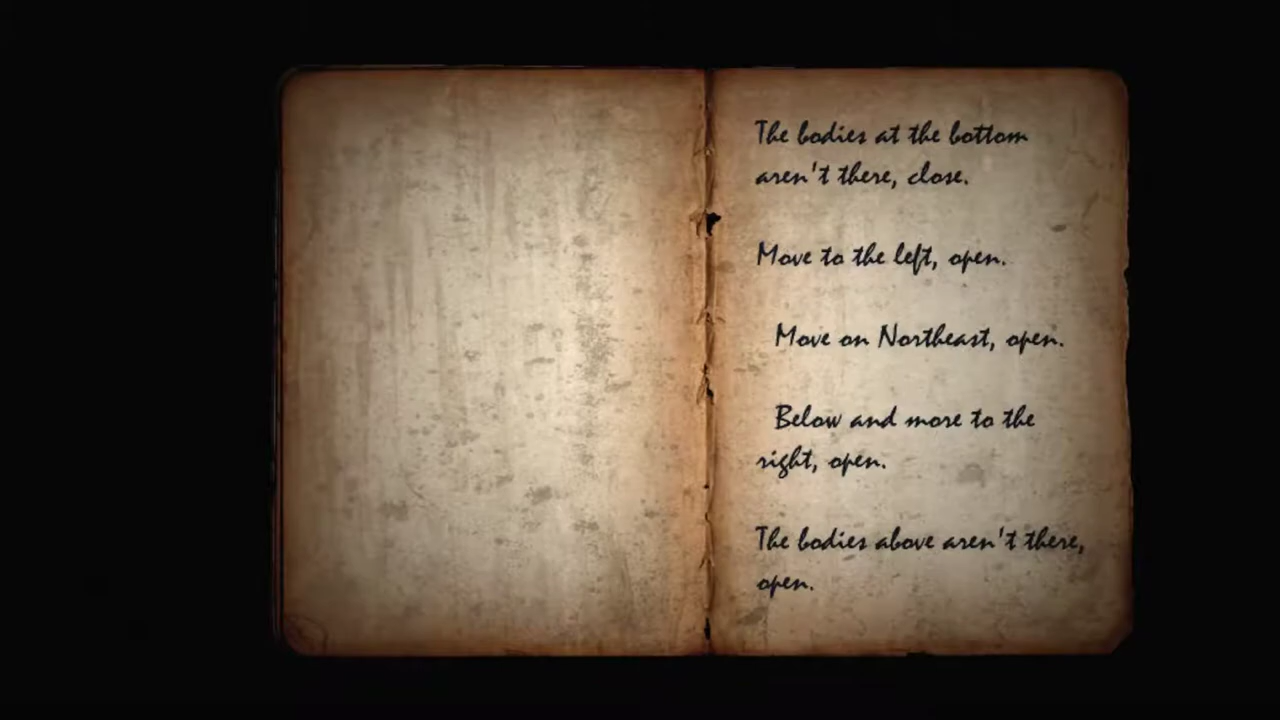 The bodies at the bottom
aren't there, close.
Move to the left, open.
Move on Northeast, open.
Below and more to the
right, open.
The bodies above aren't there,
open.